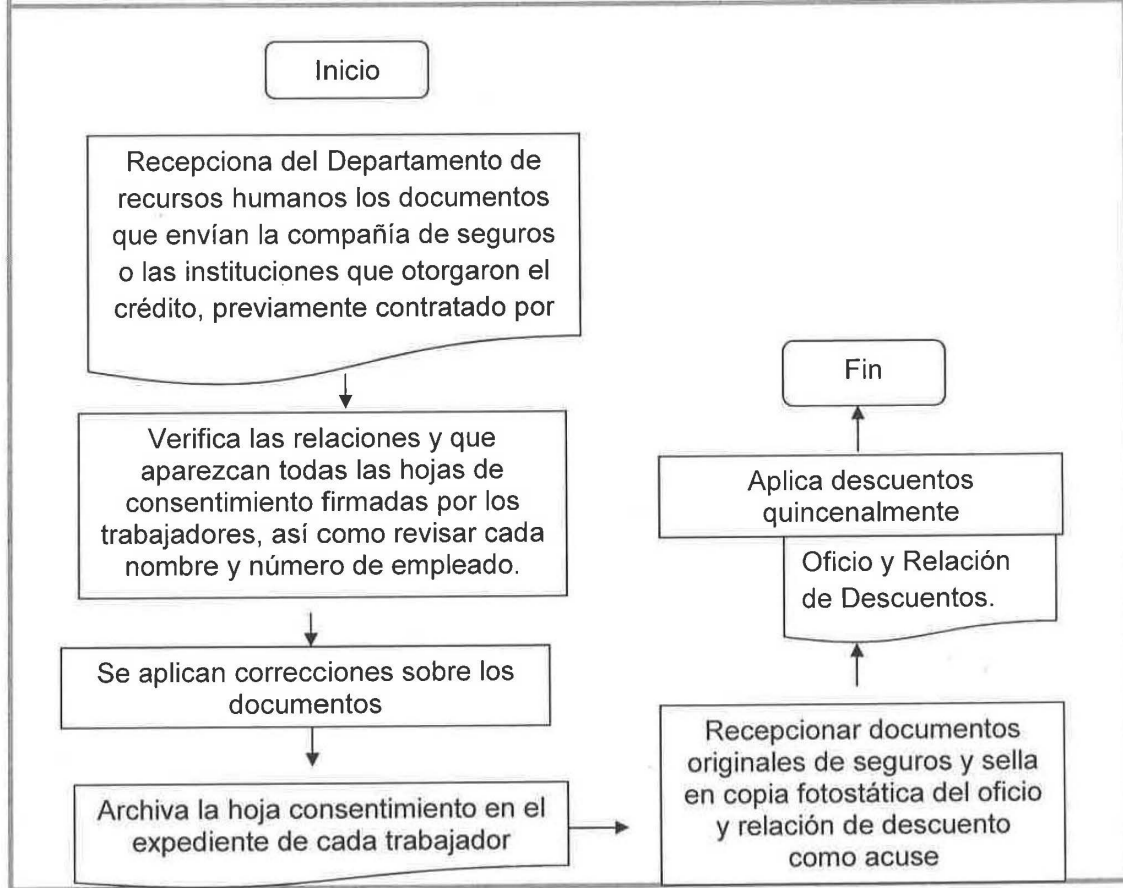 Inicio
Recepciona del Departamento de
recursos humanos los documentos
que envían la compañía de seguros
o las instituciones que otorgaron el
crédito, previamente contratado por
Verifica las relaciones y que
aparezcan todas las hojas de
consentimiento firmadas por los
trabajadores, así como revisar cada
nombre y número de empleado.
Se aplican correcciones sobre los
documentos
Archiva la hoja consentimiento en el
expediente de cada trabajador
Recepcionar documentos
originales de seguros y sella
en copia fotostática del oficio
y relación de descuento
como acuse
Oficio y Relación
de Descuentos.
Aplica descuentos
quincenalmente
Fin